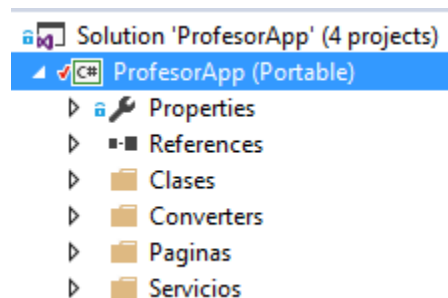 Solution 'ProfesorApp' (4 projects)
C# ProfesorApp (Portable)
Properties
References
Clases
Converters
Paginas
Servicios